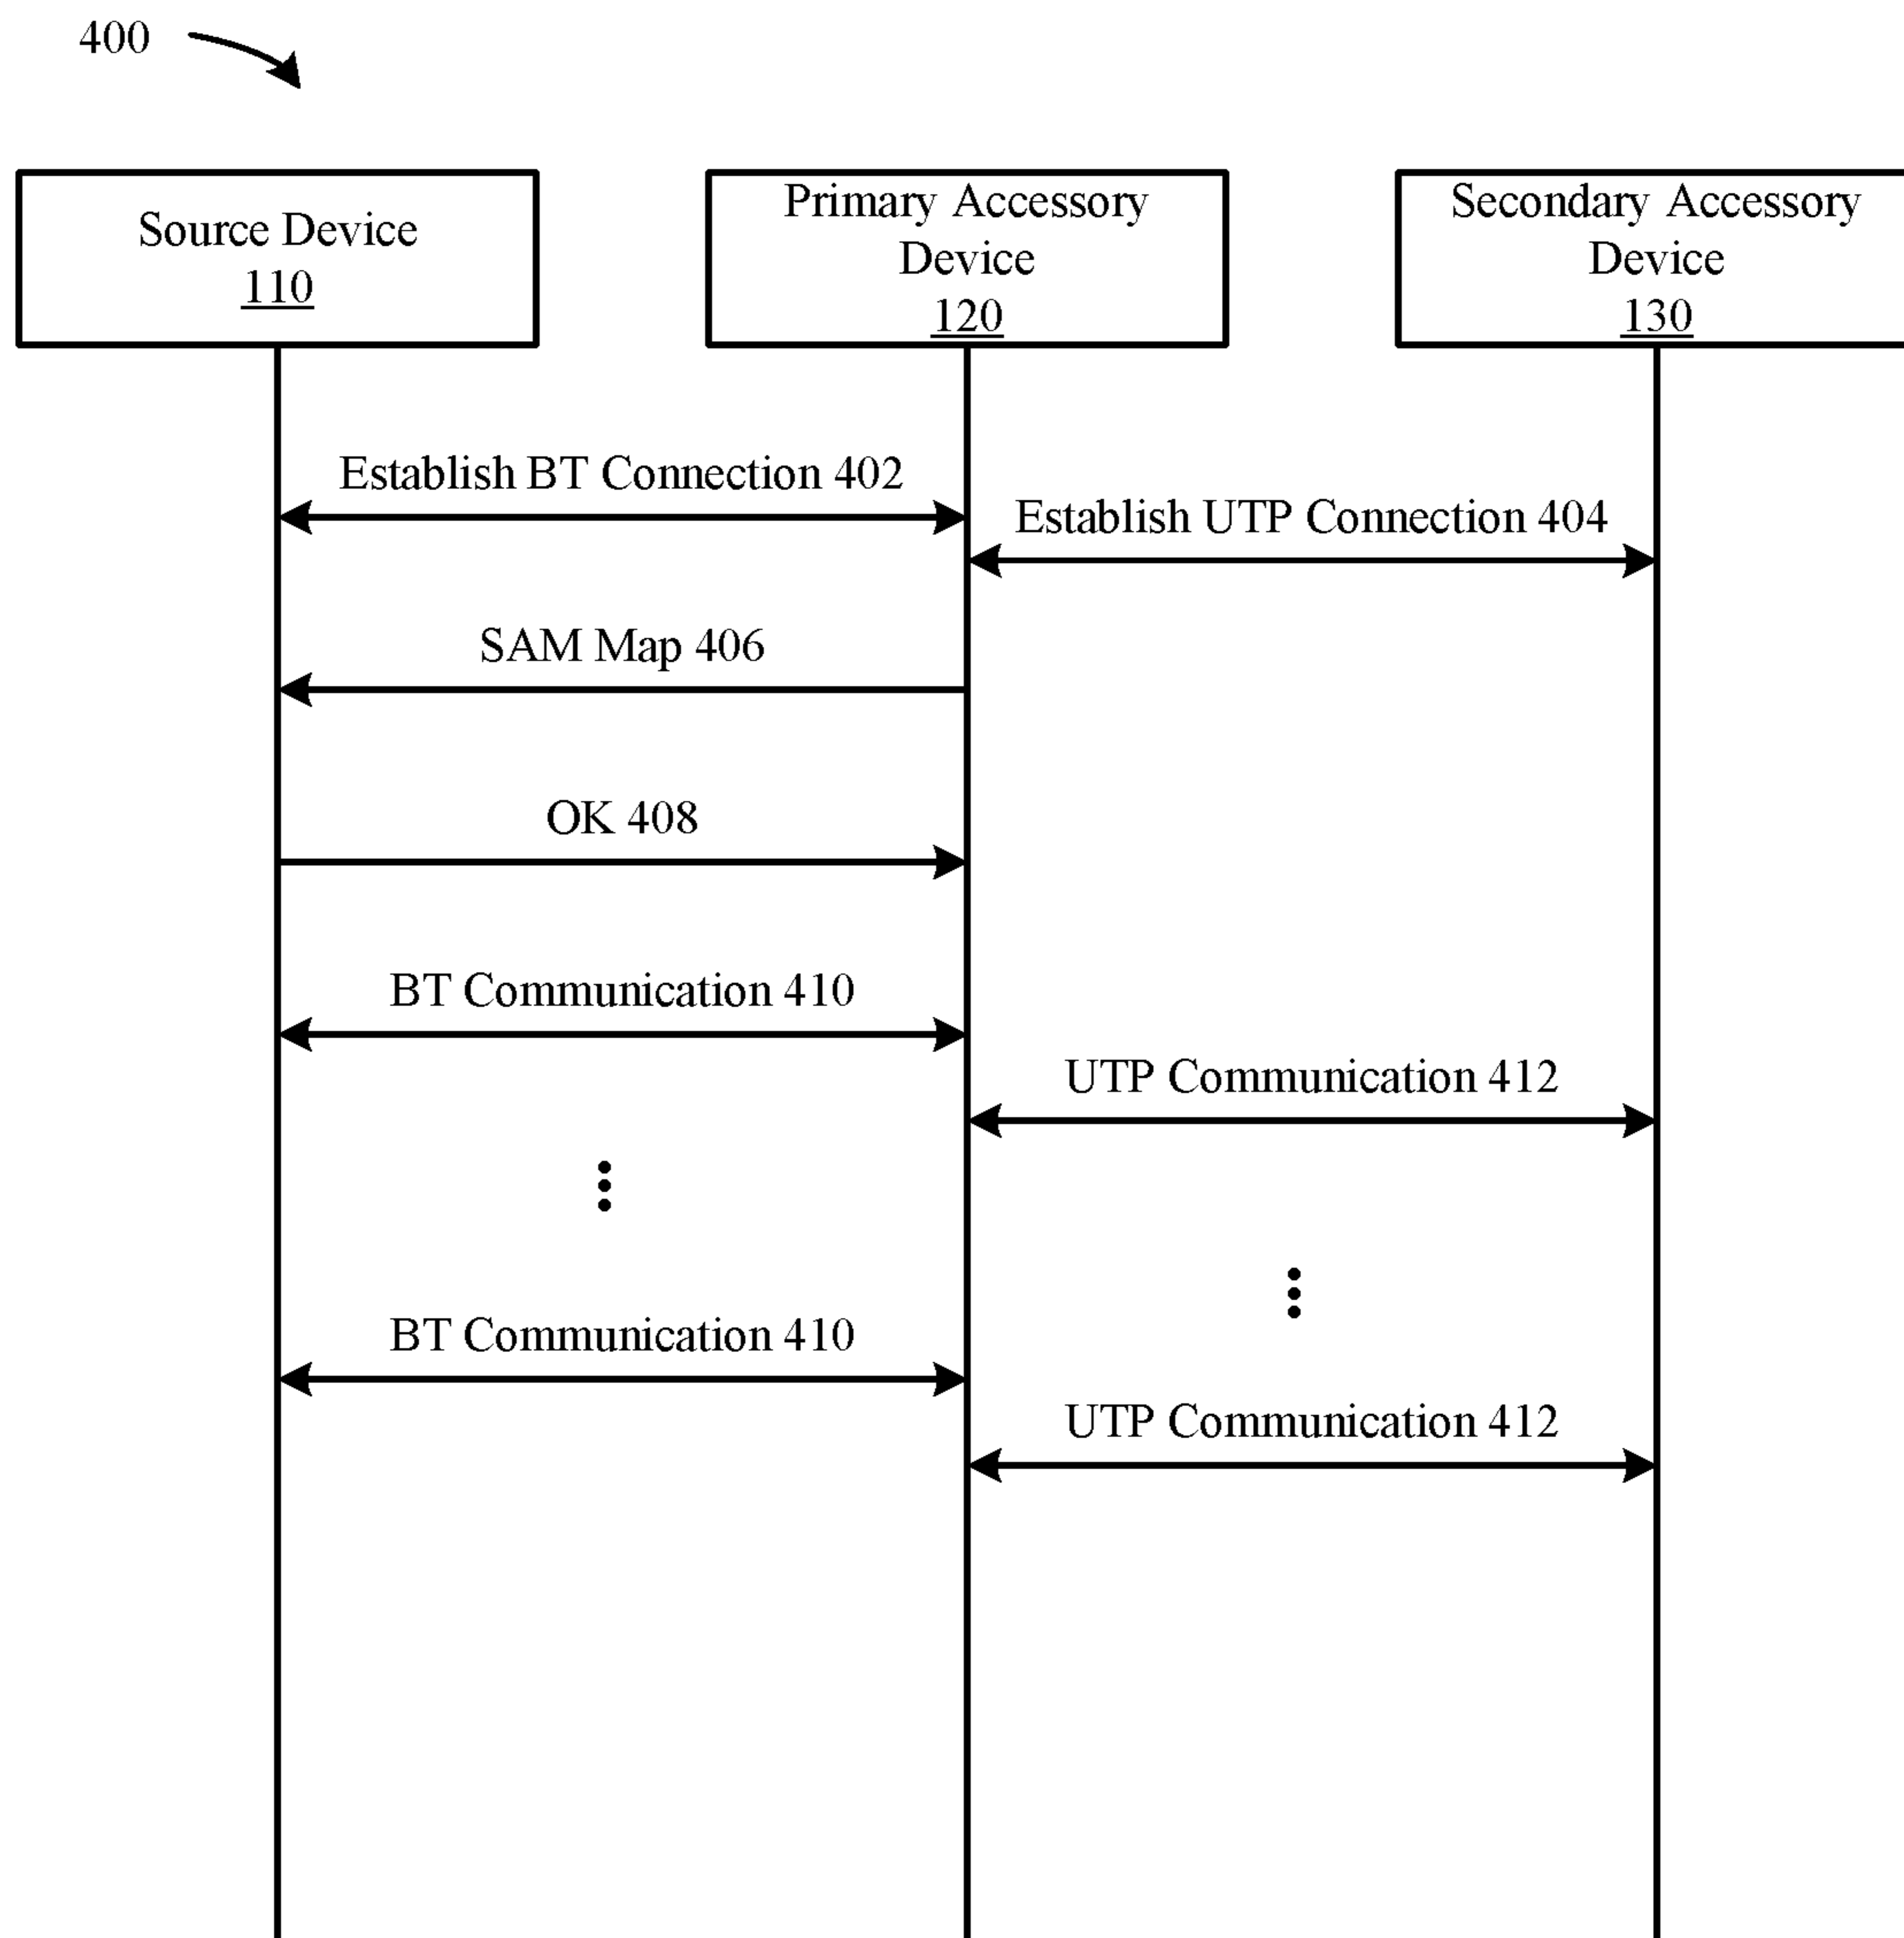 400
Source Device
110
Primary Accessory
Device
120
Secondary Accessory
Device
130
Establish BT Connection 402
Establish UTP Connection 404
SAM Map 406
OK 408
BT Communication 410
UTP Communication 412
BT Communication 410
UTP Communication 412